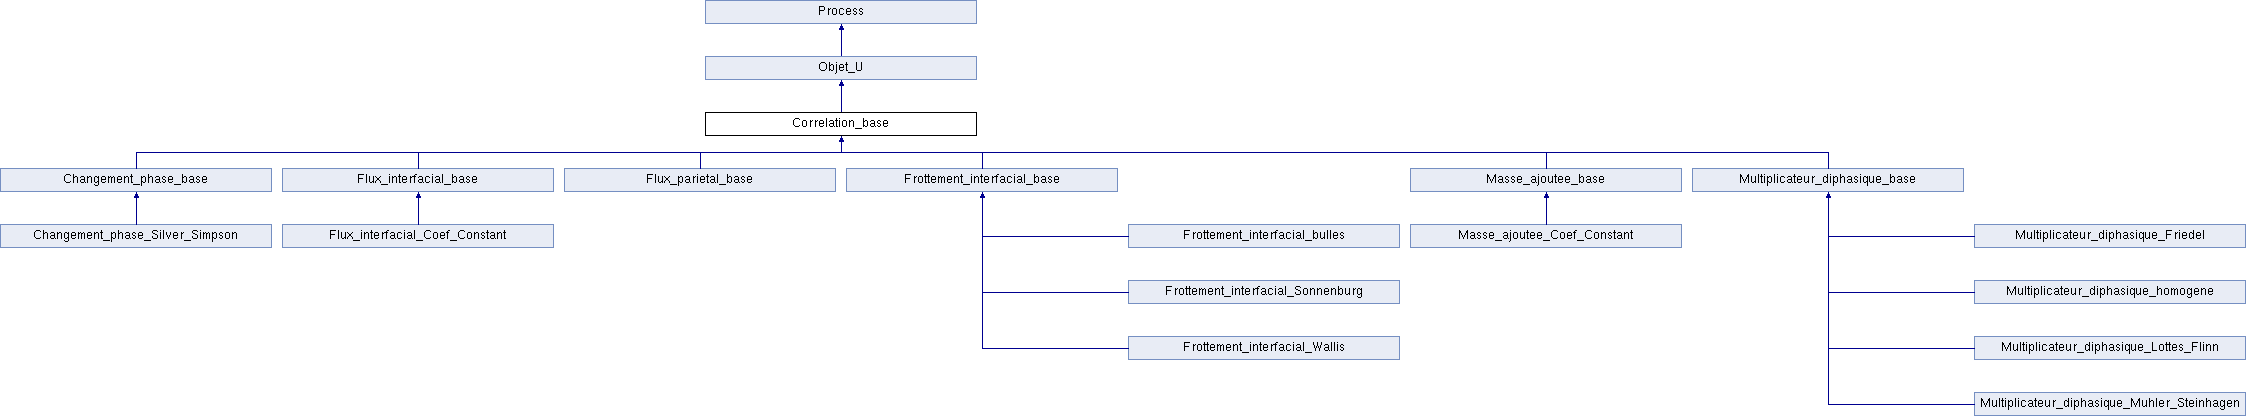 Process
Objet_U
Correlation_base
Changement_phase_base
Flux_interfacial_base
Flux_parietal_base
Frottement_interfacial_base
Masse_ajoutee_base
Multiplicateur_diphasique_base
Changement_phase_Silver_Simpson
Flux_interfacial_Coef_Constant
Frottement_interfacial_bulles
Masse_ajoutee_Coef_Constant
Multiplicateur_diphasique_Friedel
Frottement_interfacial_Sonnenburg
Multiplicateur_diphasique_homogene
Frottement_interfacial_Wallis
Multiplicateur_diphasique_Lottes_Flinn
Multiplicateur_diphasique_Muhler_Steinhagen